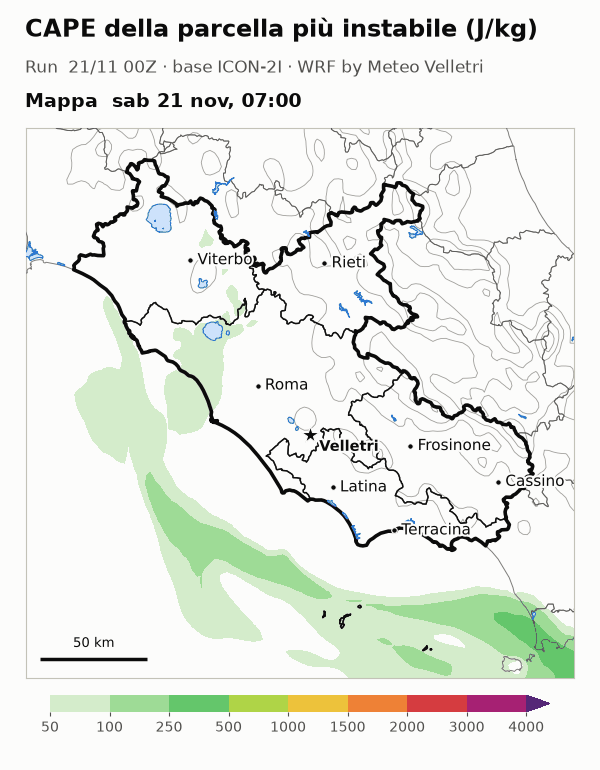 CAPE della parcella più instabile (J/kg)
Run  21/11 00Z · base ICON-2I · WRF by Meteo Velletri
Mappa  sab 21 nov, 07:00
Viterbo
Rieti
Roma
Velletri
Frosinone
Cassino
Latina
Terracina
50 km
50 100 250 500 1000 1500 2000 3000 4000